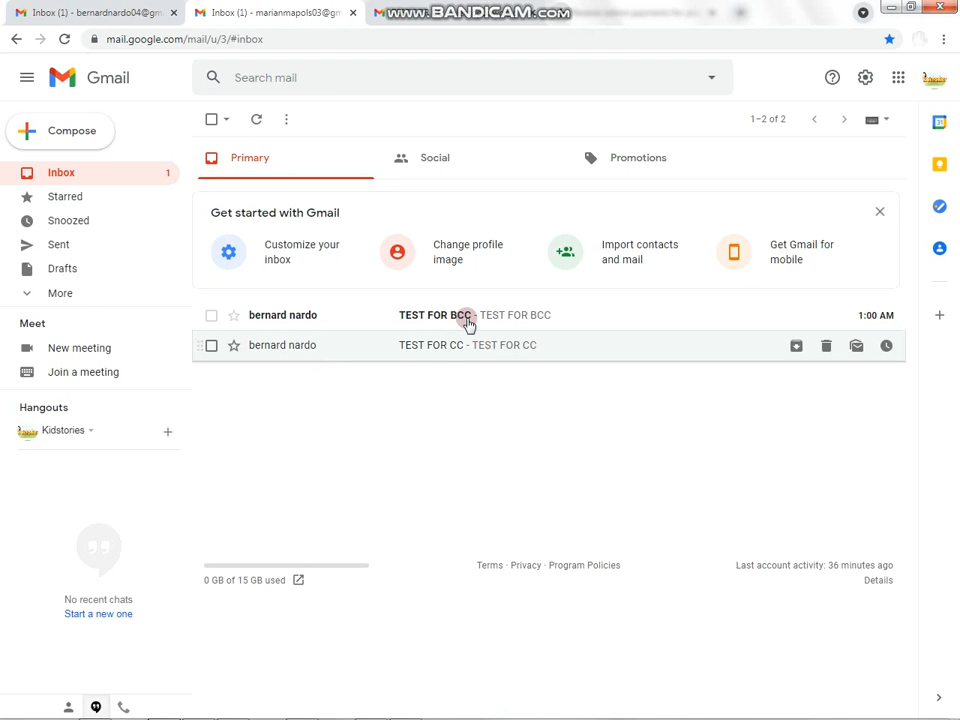 Inbox (1) - bernardnardo04@gm
Inbox (1) - marianmapols03@gm
www.BANDICAM.com
mail.google.com/mail/u/3/#inbox
Gmail
Search mail
Compose
1–2 of 2
Primary
Social
Promotions
Inbox 1
Starred
Snoozed
Sent
Drafts
More
Get started with Gmail
Customize your inbox
Change profile image
Import contacts and mail
Get Gmail for mobile
bernard nardo TEST FOR BCC - TEST FOR BCC 1:00 AM
bernard nardo TEST FOR CC - TEST FOR CC
Meet
New meeting
Join a meeting
Hangouts
Kidstories
No recent chats
Start a new one
0 GB of 15 GB used
Terms · Privacy · Program Policies
Last account activity: 36 minutes ago
Details